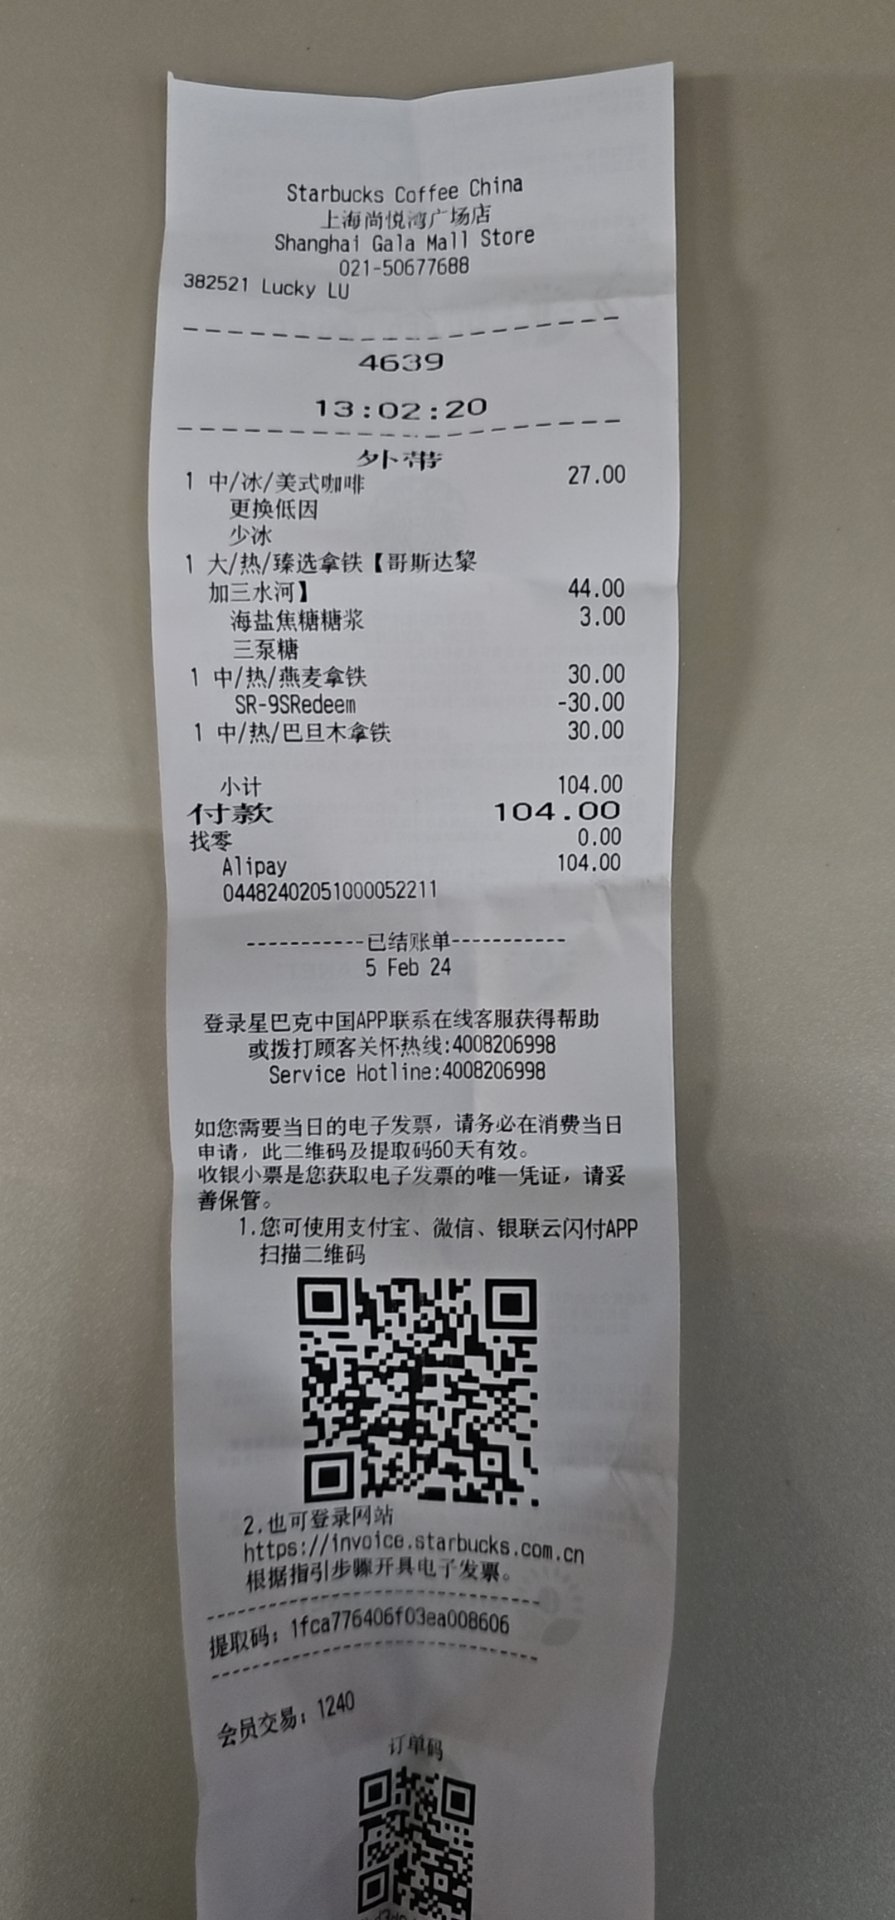 Starbucks Coffee China
上海尚悦湾广场店
Shanghai Gala Mall Store
021-50677688
382521 Lucky LU
4639
13:02:20
外带
1 中/冰/美式咖啡 27.00
更换低因
少冰
1 大/热/臻选拿铁【哥斯达黎
加三水河】 44.00
海盐焦糖糖浆 3.00
三泵糖
1 中/热/燕麦拿铁 30.00
SR-9SRedeem -30.00
1 中/热/巴旦木拿铁 30.00
小计 104.00
付款 104.00
找零 0.00
Alipay 104.00
04482402051000052211
-----------已结账单-----------
5 Feb 24
登录星巴克中国APP联系在线客服获得帮助
或拨打顾客关怀热线:4008206998
Service Hotline:4008206998
如您需要当日的电子发票，请务必在消费当日
申请，此二维码及提取码60天有效。
收银小票是您获取电子发票的唯一凭证，请妥
善保管。
1.您可使用支付宝、微信、银联云闪付APP
扫描二维码
2.也可登录网站
https://invoice.starbucks.com.cn
根据指引步骤开具电子发票。
提取码：1fca776406f03ea008606
会员交易：1240
订单码